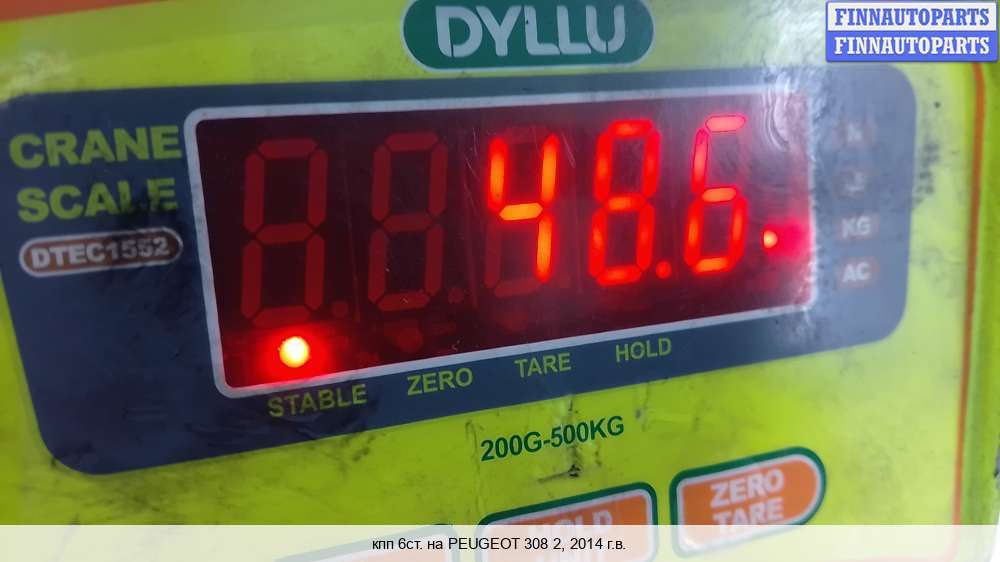 DYLLU
FINNAUTOPARTS
FINNAUTOPARTS
CRANE
SCALE
DTEC1552
48.6
KG
AC
STABLE ZERO TARE HOLD
200G-500KG
HOLD
ZERO
TARE
кпп 6ст. на PEUGEOT 308 2, 2014 г.в.